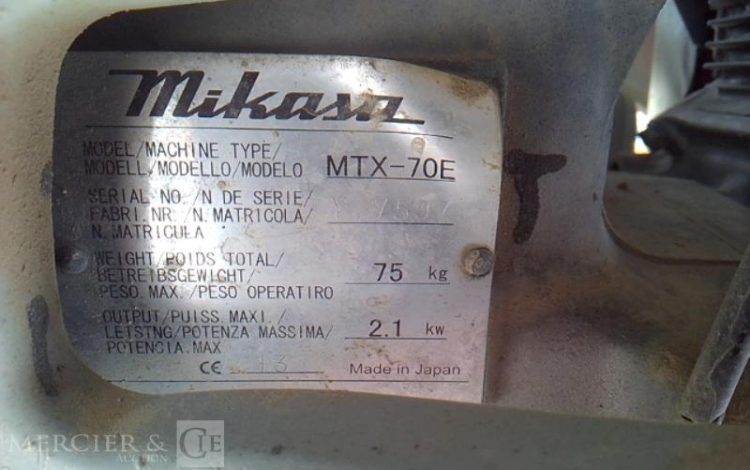 Mikasa
MODEL/MACHINE TYPE/
MODELL/MODELLO/MODELO MTX-70E
SERIAL NO./N DE SERIE/
FABRI. NR./N. MATRICOLA/
N. MATRICULA
WEIGHT/POIDS TOTAL/
BETREIBSGEWICHT/ 75 kg
PESO. MAX./PESO OPERATIRO
OUTPUT/PUISS. MAXI./
LEISTNG/POTENZA MASSIMA/ 2.1 kw
POTENCIA. MAX
CE 13 Made in Japan
T
MERCIER & CIE
AUCTION